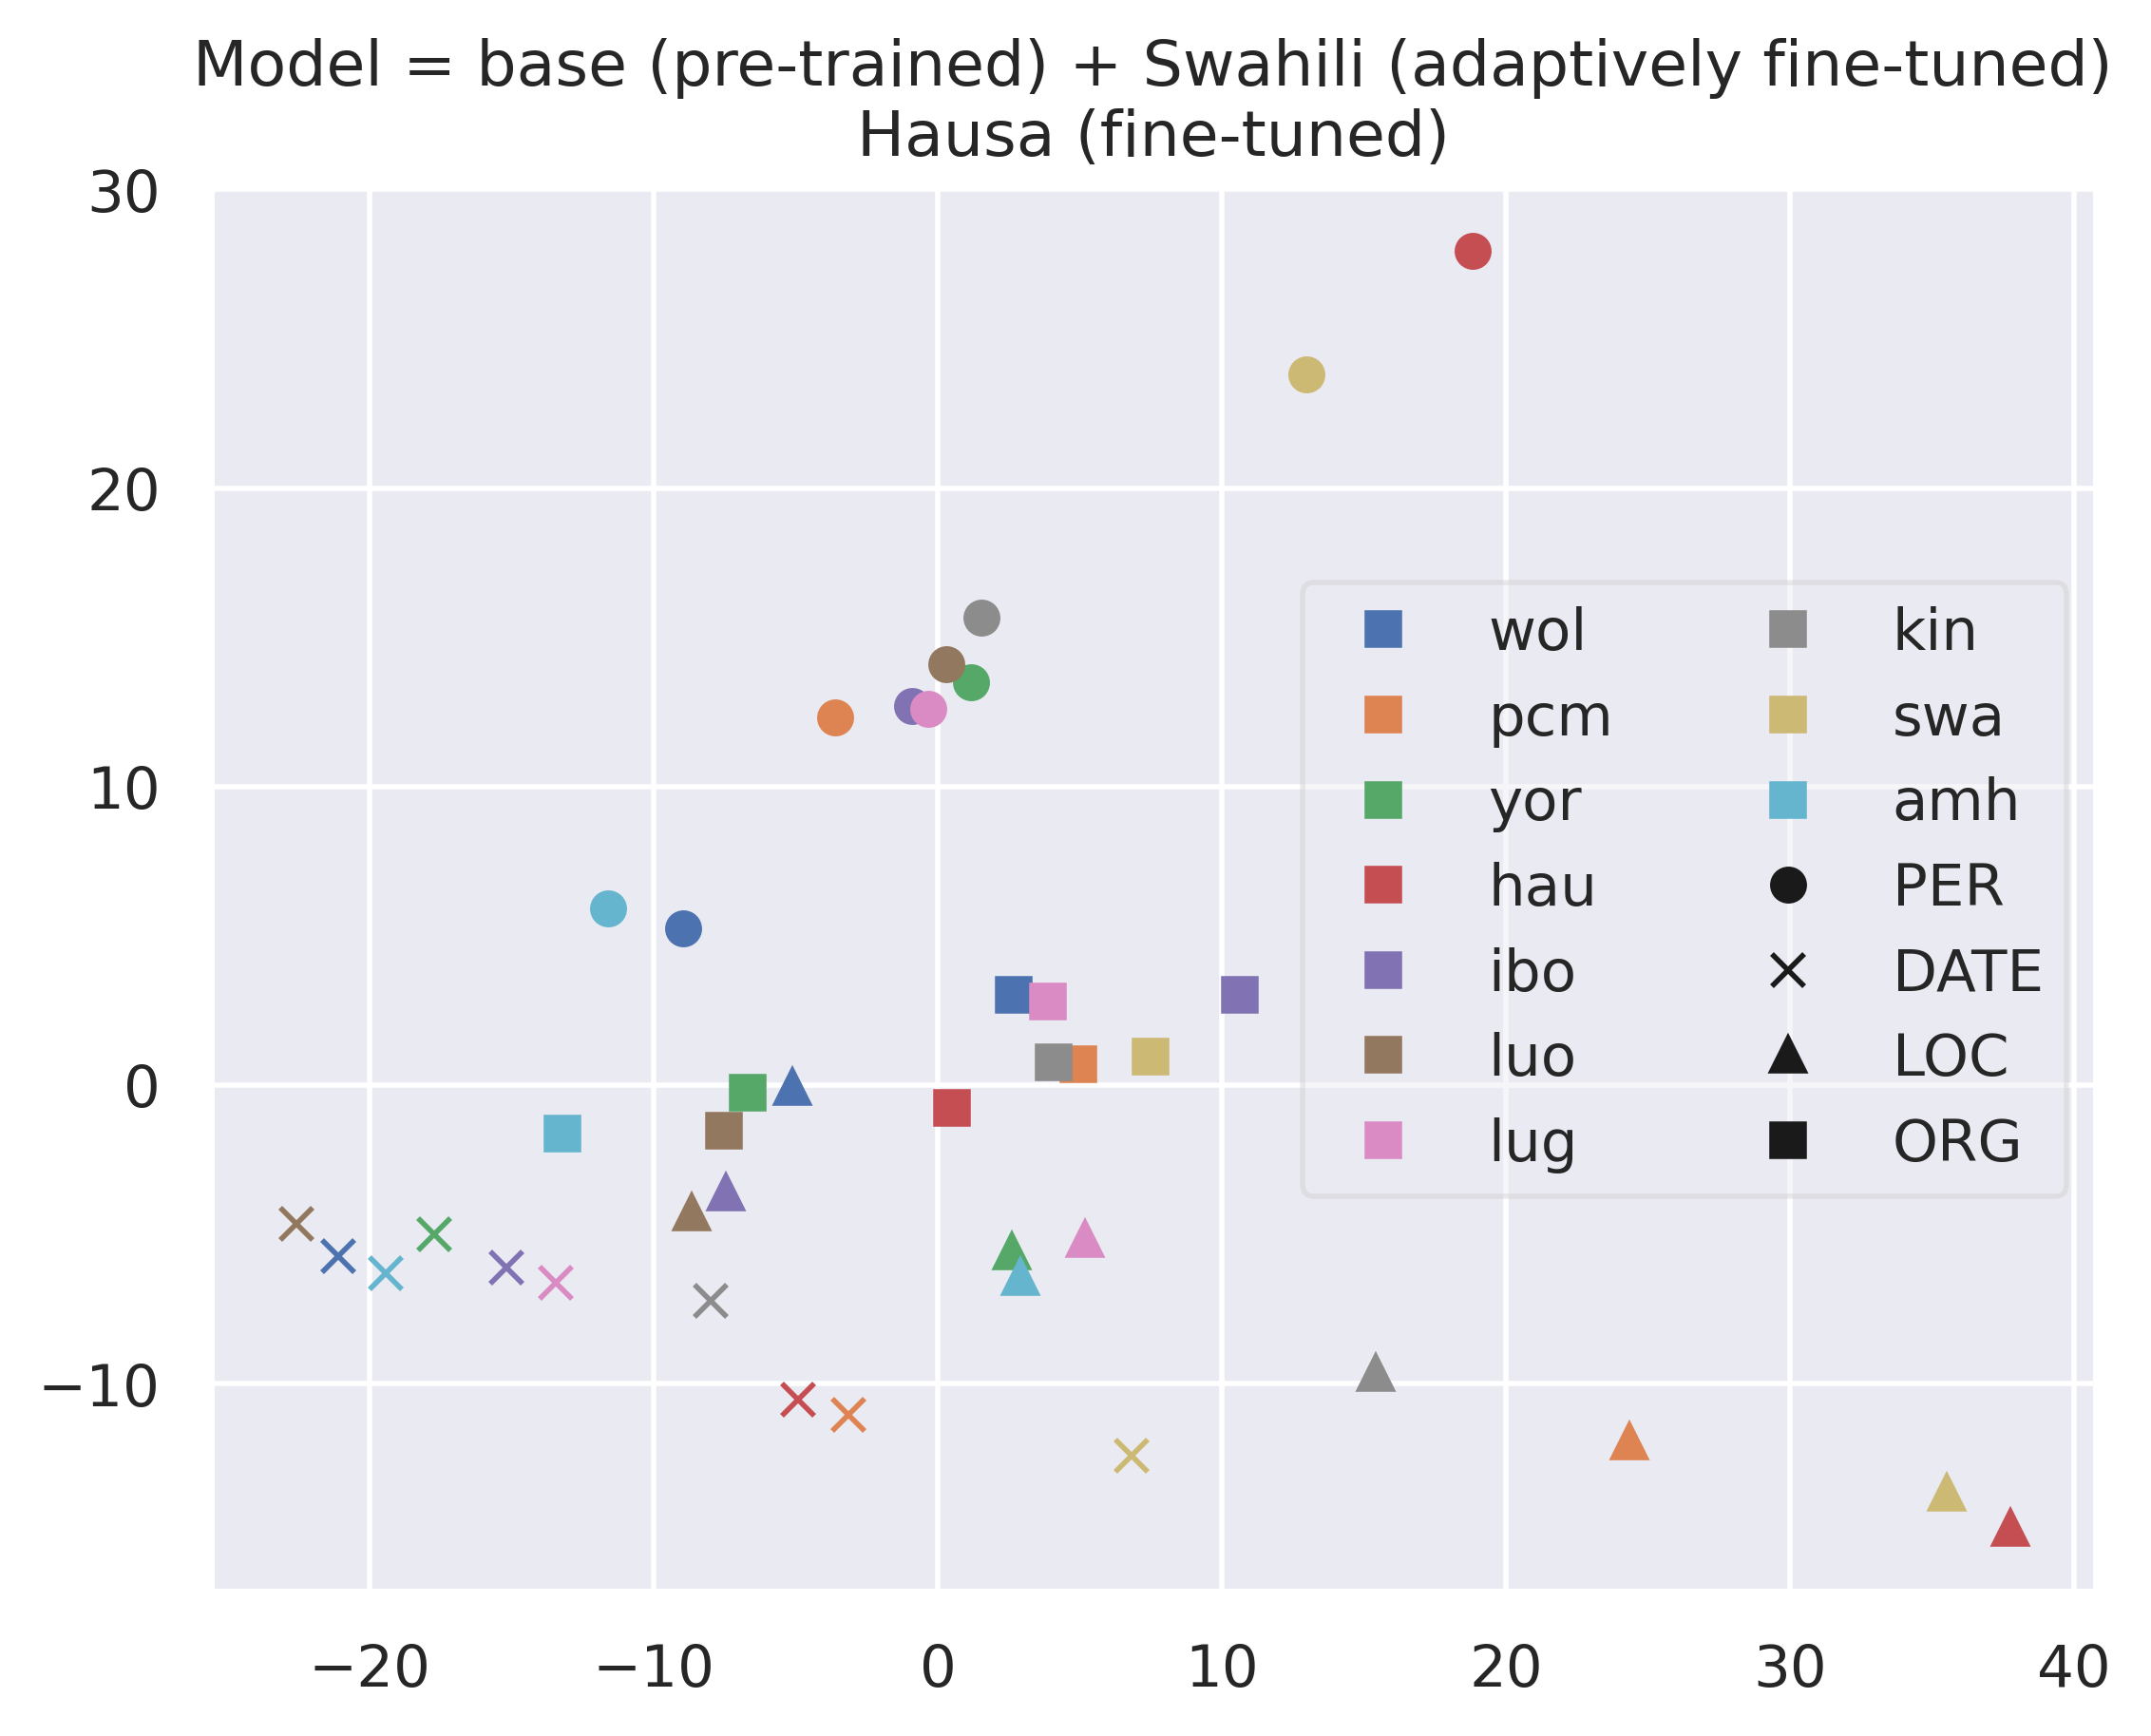 Model = base (pre-trained) + Swahili (adaptively fine-tuned)
Hausa (fine-tuned)
30
20
10
0
−10
−20
−10
0
10
20
30
40
wol
pcm
yor
hau
ibo
luo
lug
kin
swa
amh
PER
DATE
LOC
ORG